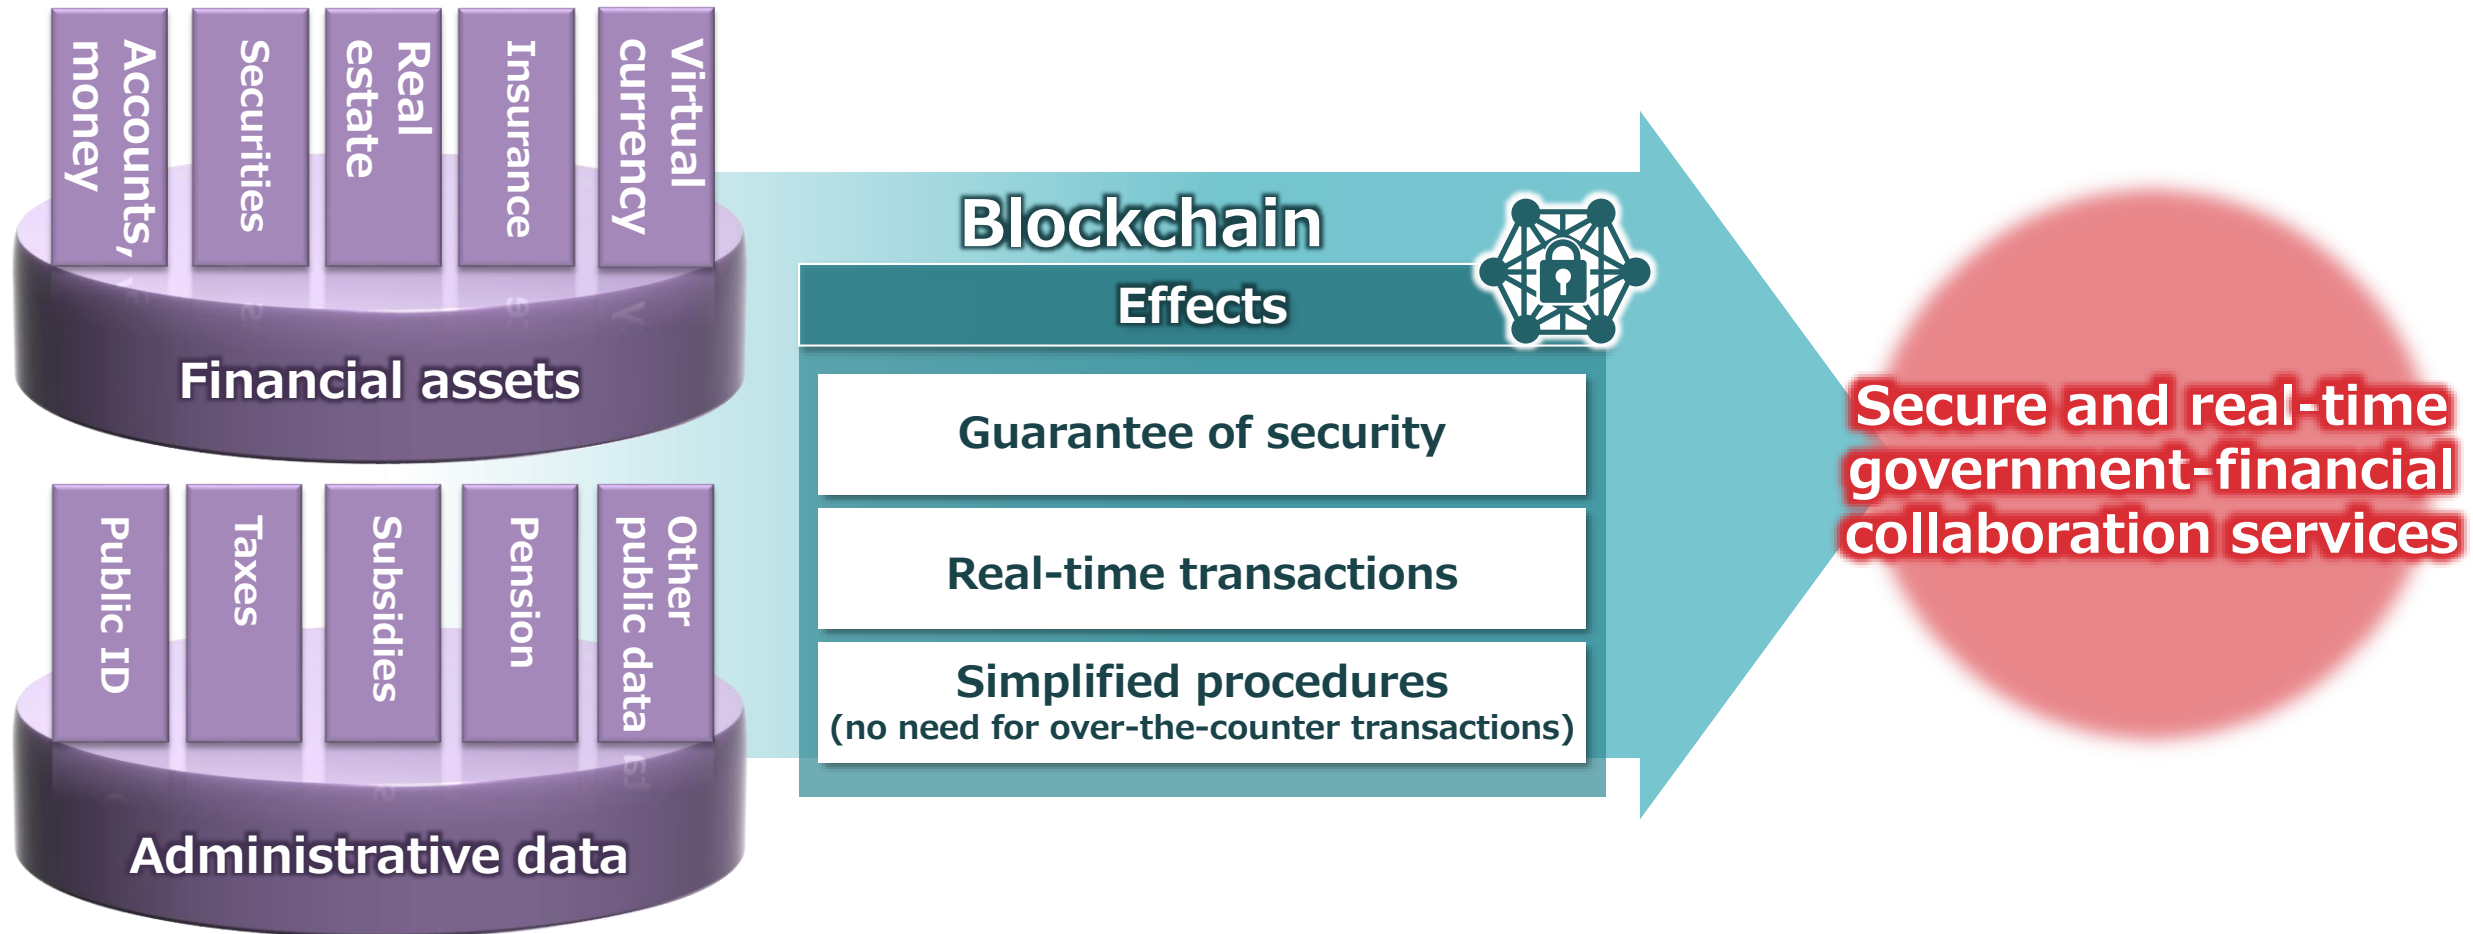 Accounts,
money
Securities
Real
estate
Insurance
Virtual
currency
Financial assets
Public ID
Taxes
Subsidies
Pension
Other
public data
Administrative data
Blockchain
Effects
Guarantee of security
Real-time transactions
Simplified procedures
(no need for over-the-counter transactions)
Secure and real-time
government-financial
collaboration services